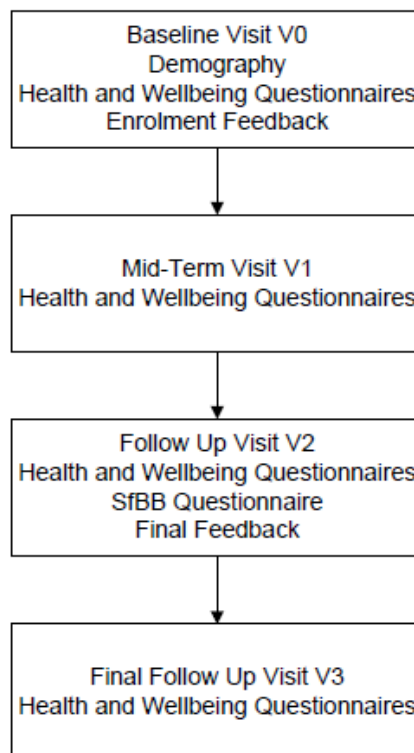 Baseline Visit V0
Demography
Health and Wellbeing Questionnaires
Enrolment Feedback
Mid-Term Visit V1
Health and Wellbeing Questionnaires
Follow Up Visit V2
Health and Wellbeing Questionnaires
SfBB Questionnaire
Final Feedback
Final Follow Up Visit V3
Health and Wellbeing Questionnaires